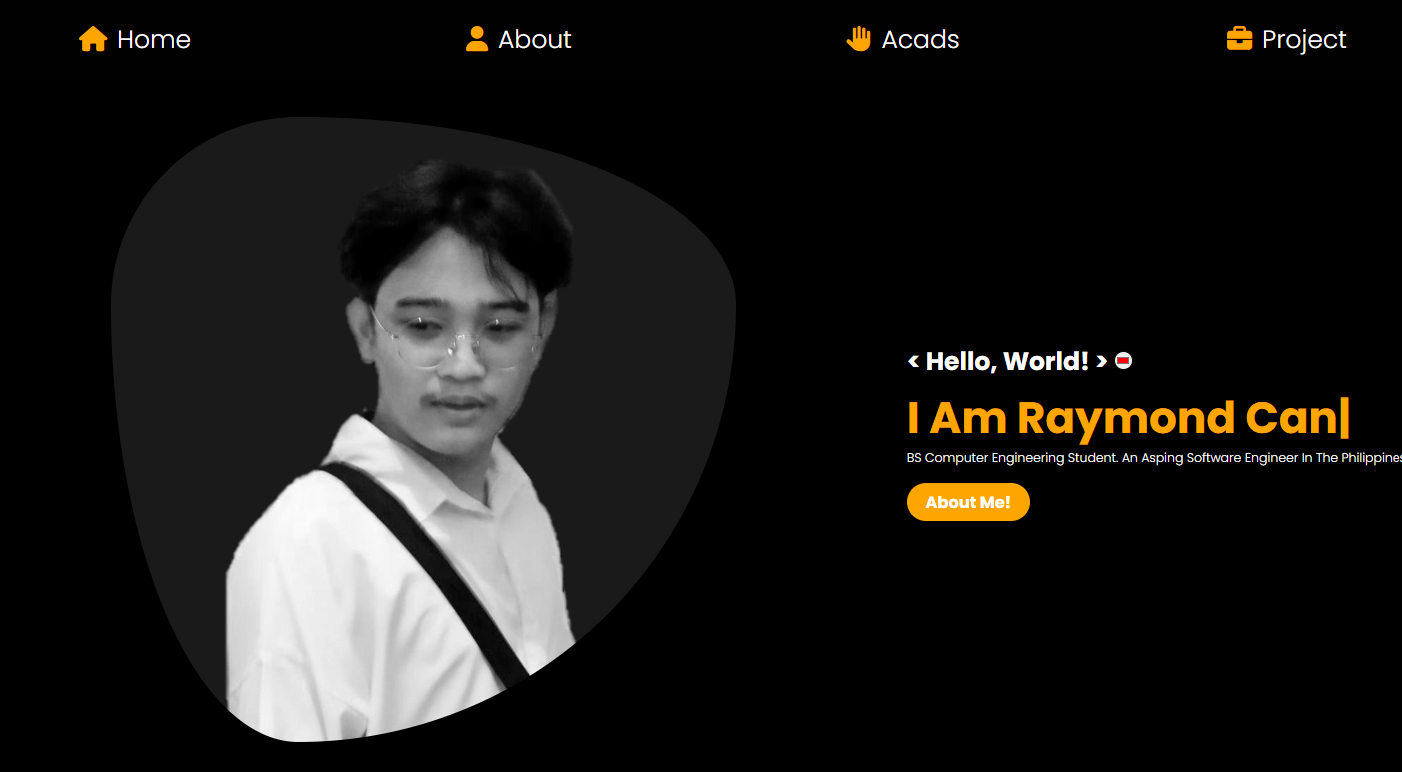 Home About Acads Project
< Hello, World! >
I Am Raymond Can|
BS Computer Engineering Student. An Asping Software Engineer In The Philippines
About Me!